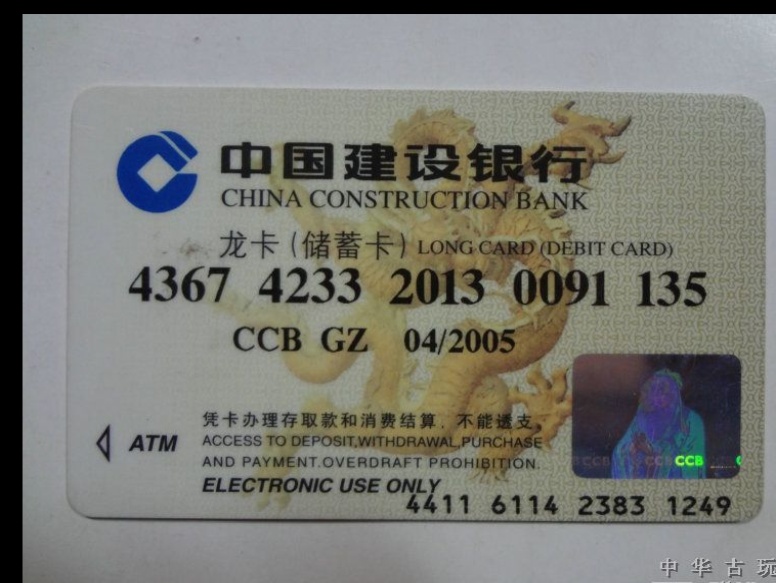 中国建设银行
CHINA CONSTRUCTION BANK
龙卡(储蓄卡) LONG CARD (DEBIT CARD)
4367 4233 2013 0091 135
CCB GZ 04/2005
凭卡办理存取款和消费结算，不能透支。
ATM ACCESS TO DEPOSIT,WITHDRAWAL,PURCHASE
AND PAYMENT.OVERDRAFT PROHIBITION.
CCB CCB CCB
ELECTRONIC USE ONLY
4411 6114 2383 1249
中华古玩